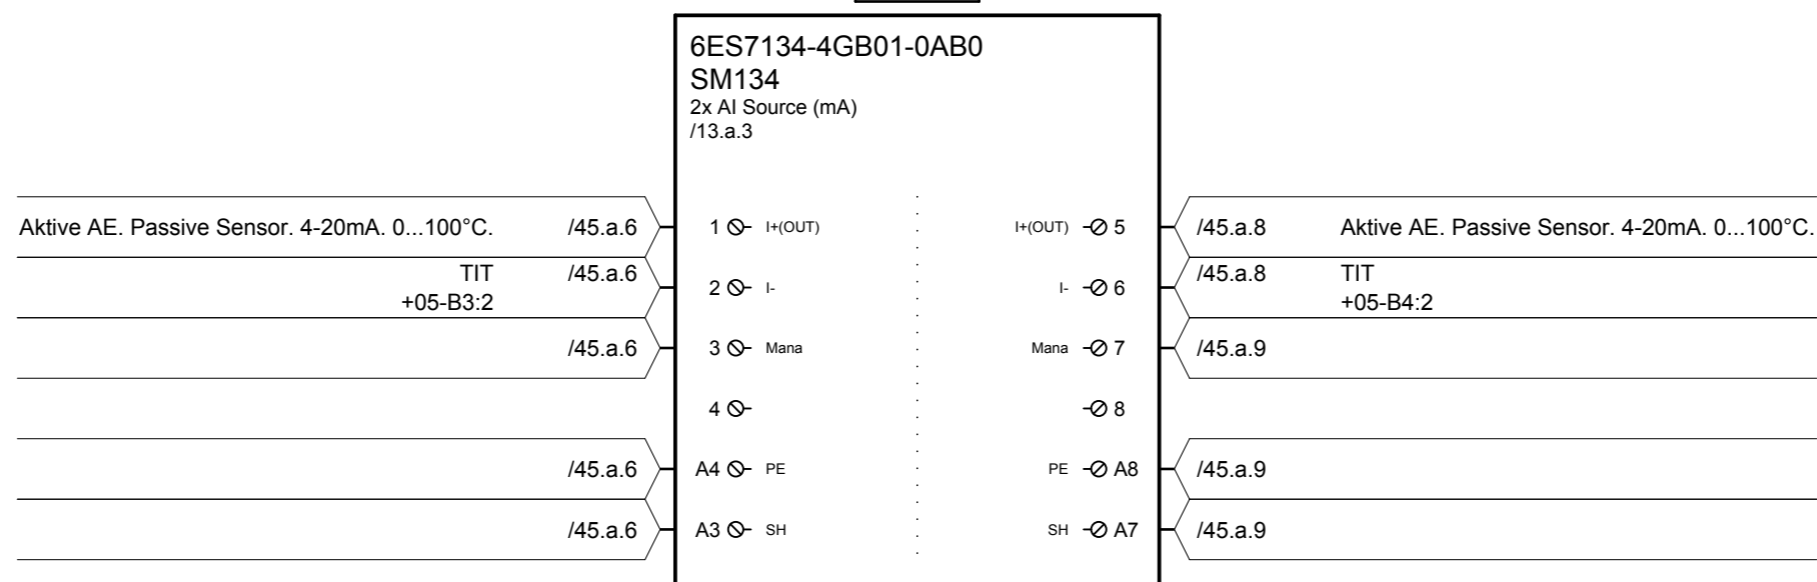 6ES7134-4GB01-0AB0
SM134
2x AI Source (mA)
/13.a.3
Aktive AE. Passive Sensor. 4-20mA. 0...100°C. /45.a.6 1 I+(OUT) I+(OUT) 5 /45.a.8 Aktive AE. Passive Sensor. 4-20mA. 0...100°C.
TIT /45.a.6 2 I- I- 6 /45.a.8 TIT
+05-B3:2 +05-B4:2
/45.a.6 3 Mana Mana 7 /45.a.9
4 8
/45.a.6 A4 PE PE A8 /45.a.9
/45.a.6 A3 SH SH A7 /45.a.9